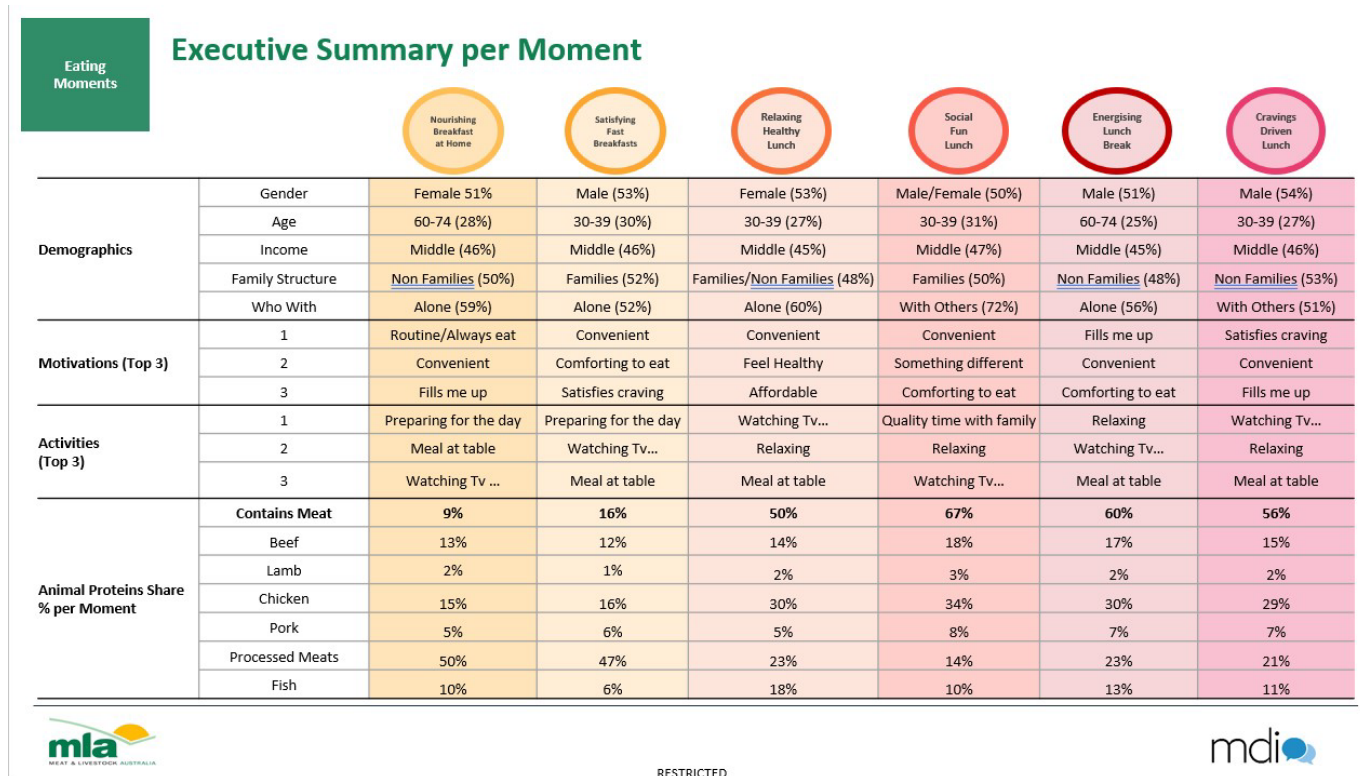 Eating
Moments
Executive Summary per Moment
Nourishing
Breakfast
at Home
Satisfying
Fast
Breakfasts
Relaxing
Healthy
Lunch
Social
Fun
Lunch
Energising
Lunch
Break
Cravings
Driven
Lunch
Demographics
Gender Female 51% Male (53%) Female (53%) Male/Female (50%) Male (51%) Male (54%)
Age 60-74 (28%) 30-39 (30%) 30-39 (27%) 30-39 (31%) 60-74 (25%) 30-39 (27%)
Income Middle (46%) Middle (46%) Middle (45%) Middle (47%) Middle (45%) Middle (46%)
Family Structure Non Families (50%) Families (52%) Families/Non Families (48%) Families (50%) Non Families (48%) Non Families (53%)
Who With Alone (59%) Alone (52%) Alone (60%) With Others (72%) Alone (56%) With Others (51%)
Motivations (Top 3)
1 Routine/Always eat Convenient Convenient Convenient Fills me up Satisfies craving
2 Convenient Comforting to eat Feel Healthy Something different Convenient Convenient
3 Fills me up Satisfies craving Affordable Comforting to eat Comforting to eat Fills me up
Activities
(Top 3)
1 Preparing for the day Preparing for the day Watching Tv... Quality time with family Relaxing Watching Tv...
2 Meal at table Watching Tv... Relaxing Relaxing Watching Tv... Relaxing
3 Watching Tv ... Meal at table Meal at table Watching Tv... Meal at table Meal at table
Animal Proteins Share
% per Moment
Contains Meat 9% 16% 50% 67% 60% 56%
Beef 13% 12% 14% 18% 17% 15%
Lamb 2% 1% 2% 3% 2% 2%
Chicken 15% 16% 30% 34% 30% 29%
Pork 5% 6% 5% 8% 7% 7%
Processed Meats 50% 47% 23% 14% 23% 21%
Fish 10% 6% 18% 10% 13% 11%
mla
MEAT & LIVESTOCK AUSTRALIA
mdi
RESTRICTED